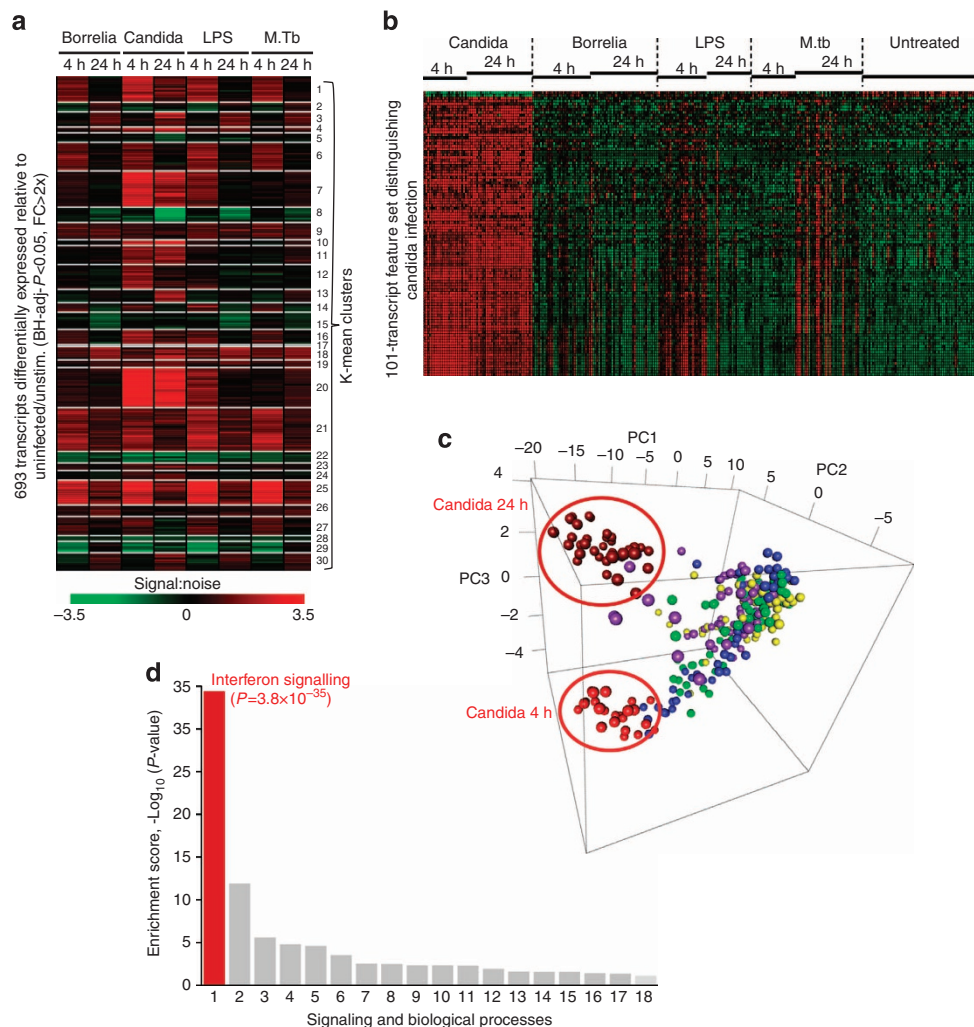 a
Borrelia Candida LPS M.Tb
4 h 24 h 4 h 24 h 4 h 24 h 4 h 24 h
693 transcripts differentially expressed relative to
uninfected/unstim. (BH-adj-P<0.05, FC>2x)
1
2
3
4
5
6
7
8
9
10
11
12
13
14
15
16
17
18
19
20
21
22
23
24
25
26
27
28
29
30
K-mean clusters
Signal:noise
–3.5 0 3.5
b
Candida Borrelia LPS M.tb Untreated
4 h 24 h 4 h 24 h 4 h 24 h 4 h 24 h
101-transcript feature set distinguishing
candida infection
c
PC1
–20 –15 –10 –5 0 5 10
PC2
5 0 –5
4
2
0
–2
–4
PC3
Candida 24 h
Candida 4 h
d
Interferon signalling
(P=3.8×10–35)
Enrichment score, -Log10 (P-value)
35
35
20
15
10
5
0
1 2 3 4 5 6 7 8 9 10 11 12 13 14 15 16 17 18
Signaling and biological processes